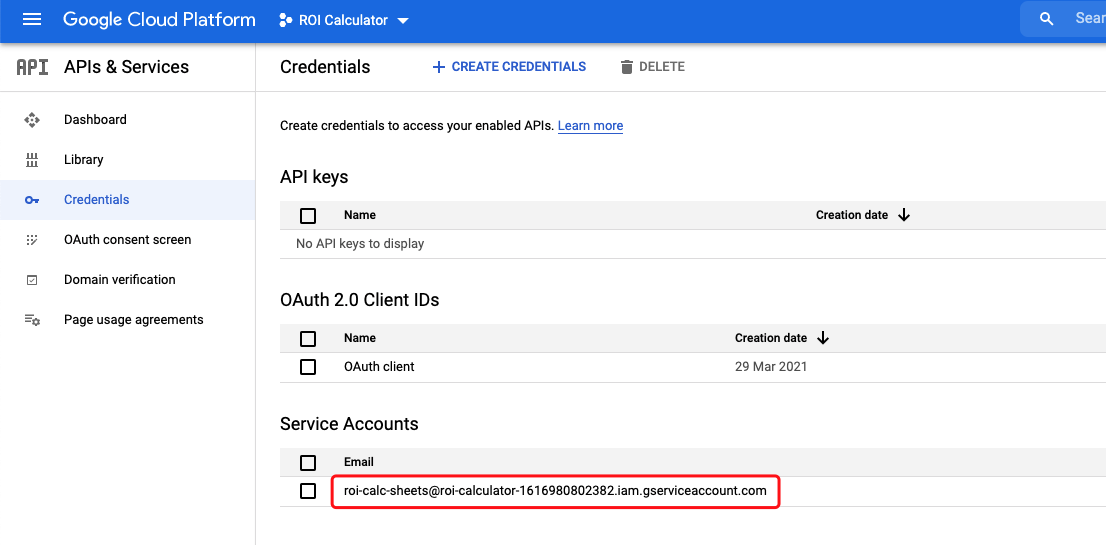 Google Cloud Platform
ROI Calculator
API
APIs & Services
Credentials
CREATE CREDENTIALS
DELETE
Dashboard
Library
Credentials
OAuth consent screen
Domain verification
Page usage agreements
Create credentials to access your enabled APIs. Learn more
API keys
Name
Creation date
No API keys to display
OAuth 2.0 Client IDs
Name
Creation date
OAuth client
29 Mar 2021
Service Accounts
Email
roi-calc-sheets@roi-calculator-1616980802382.iam.gserviceaccount.com